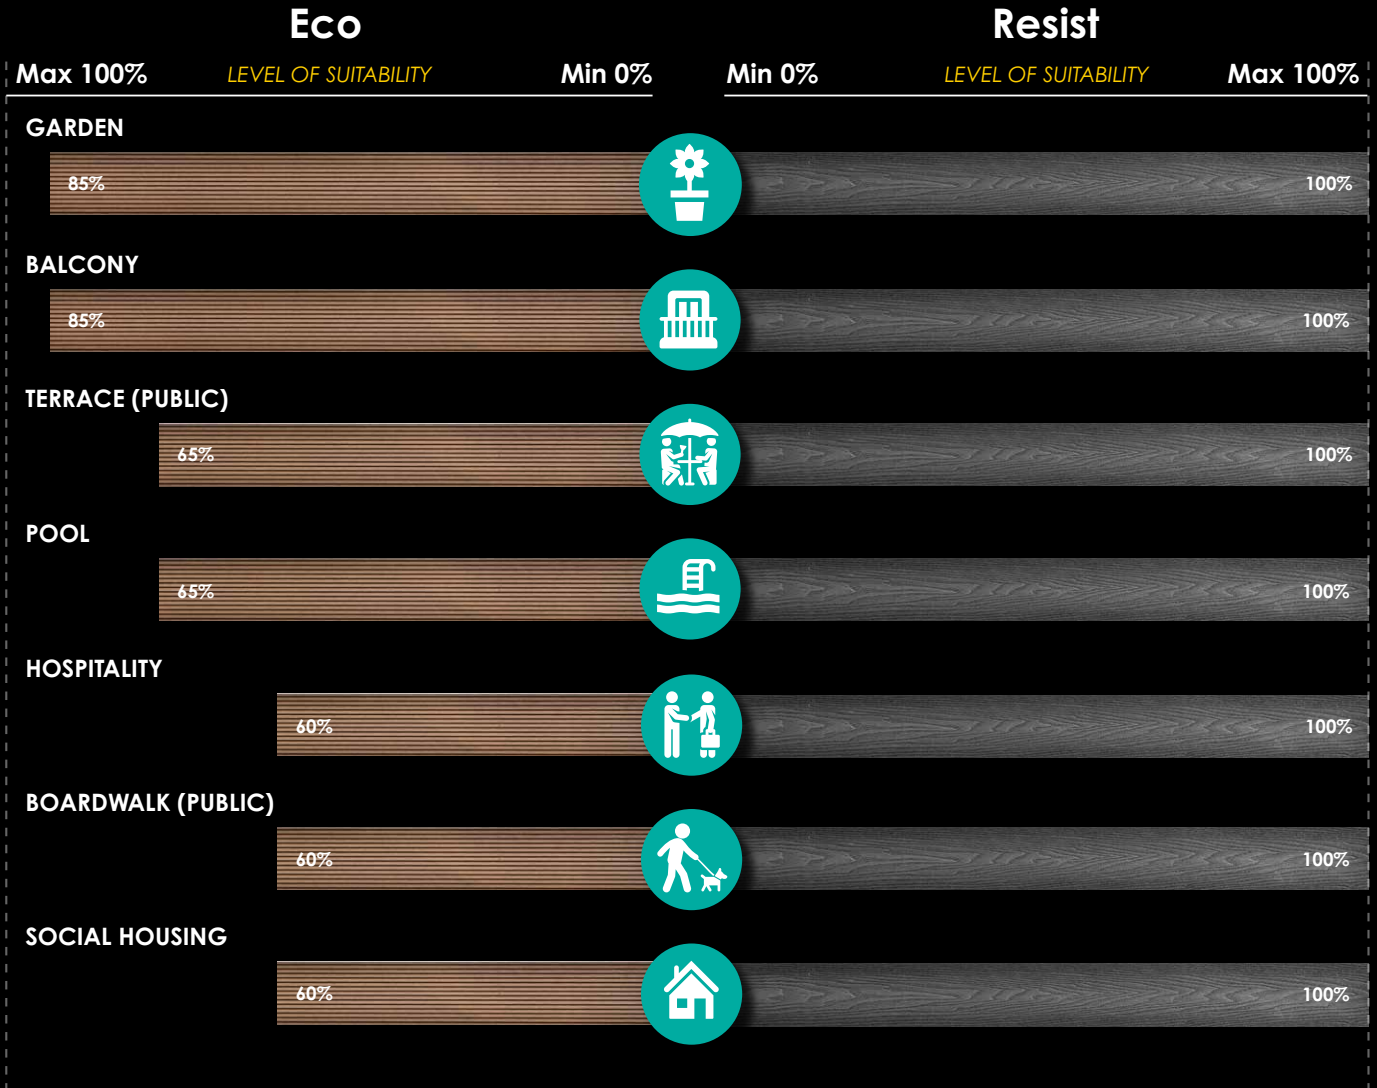 Eco
Resist
Max 100%
LEVEL OF SUITABILITY
Min 0%
Min 0%
LEVEL OF SUITABILITY
Max 100%
GARDEN
85%
100%
BALCONY
85%
100%
TERRACE (PUBLIC)
65%
100%
POOL
65%
100%
HOSPITALITY
60%
100%
BOARDWALK (PUBLIC)
60%
100%
SOCIAL HOUSING
60%
100%